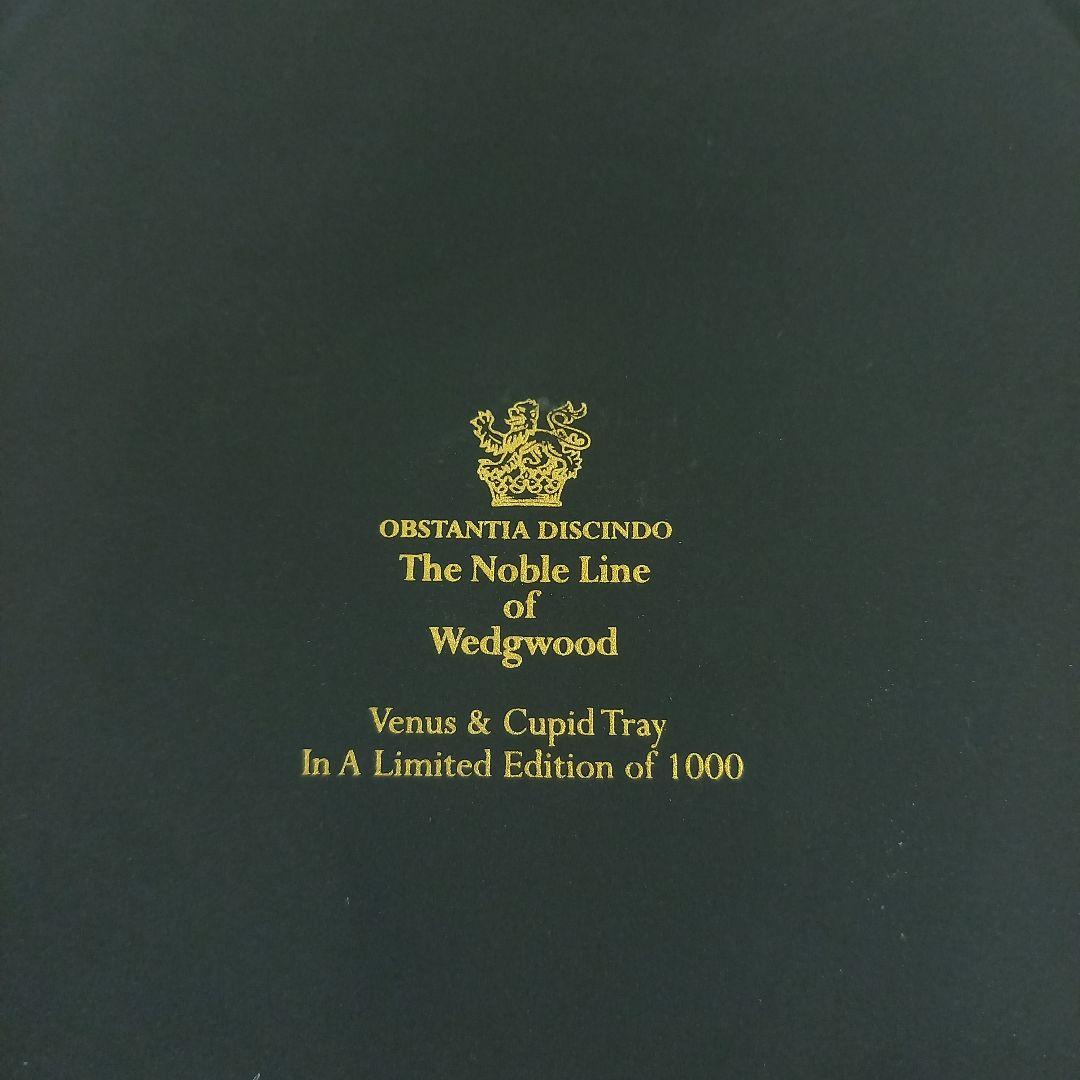 OBSTANTIA DISCINDO
The Noble Line
of
Wedgwood
Venus & Cupid Tray
In A Limited Edition of 1000